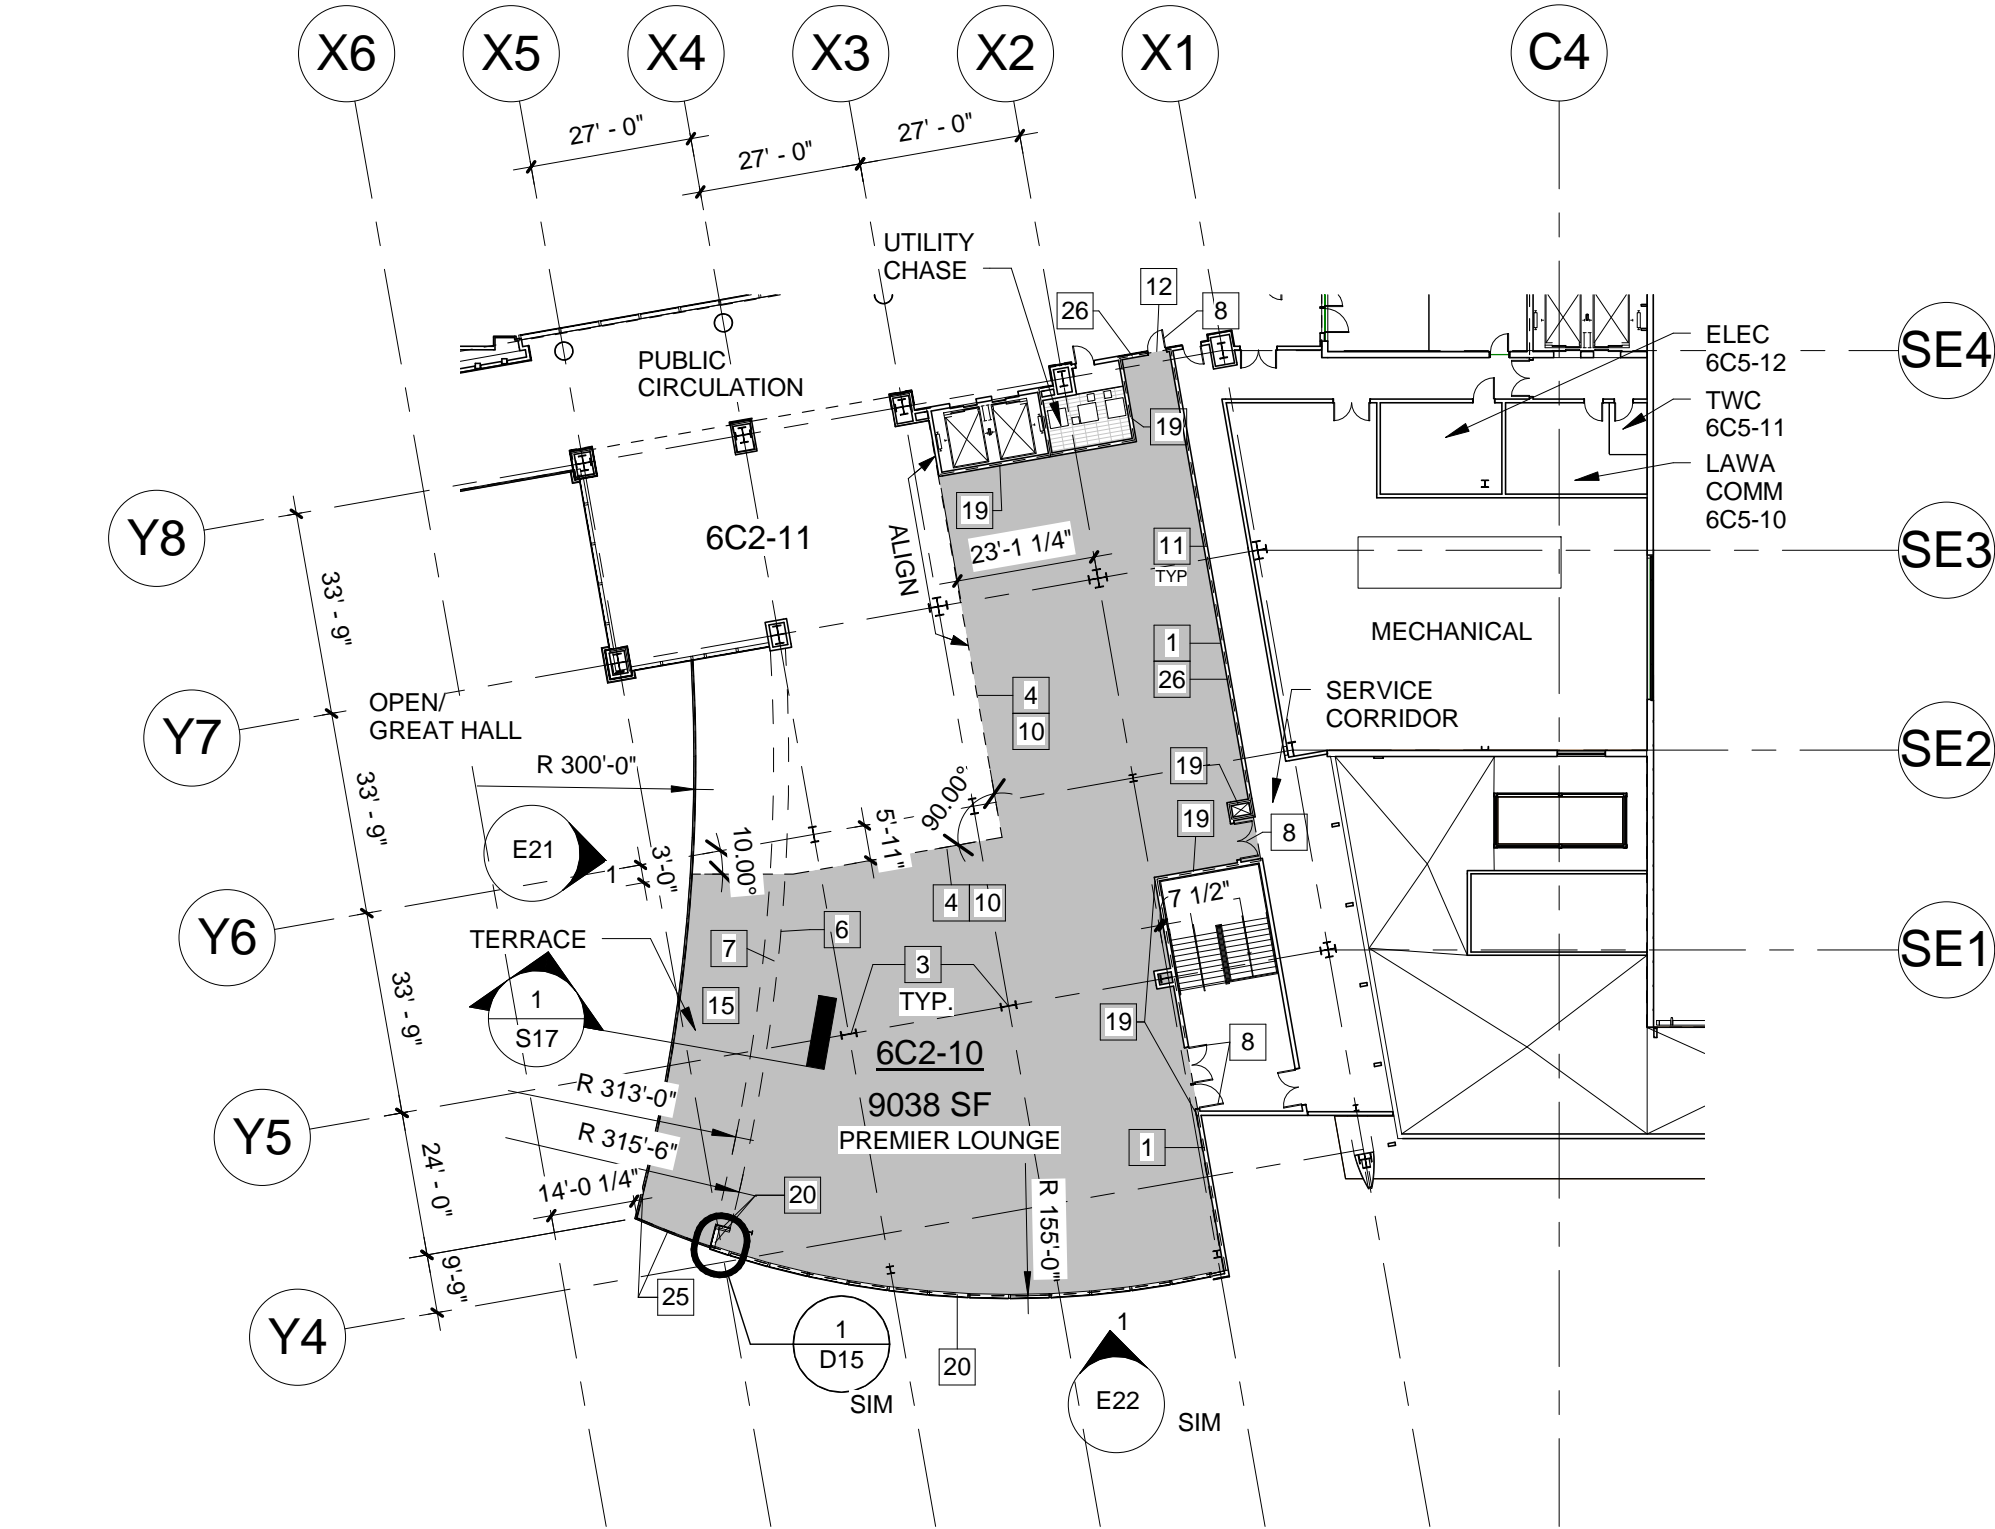 X6
X5
X4
X3
X2
X1
C4
27' - 0"
27' - 0"
27' - 0"
UTILITY
CHASE
12
26
8
ELEC
6C5-12
TWC
6C5-11
LAWA
COMM
6C5-10
SE4
PUBLIC
CIRCULATION
19
19
Y8
6C2-11
ALIGN
23'-1 1/4"
11
TYP
SE3
33' - 9"
MECHANICAL
1
26
4
10
OPEN/
GREAT HALL
SERVICE
CORRIDOR
Y7
SE2
R 300'-0"
33' - 9"
19
19
8
90.00°
5'-11"
10.00°
3'-0"
E21
1
7 1/2"
4
10
Y6
SE1
TERRACE
7
6
3
TYP.
15
1
S17
33' - 9"
19
8
6C2-10
9038 SF
PREMIER LOUNGE
R 313'-0"
R 315'-6"
Y5
1
24' - 0"
14'-0 1/4"
20
R 155'-0"
9'-9"
25
Y4
1
D15
SIM
20
1
E22
SIM